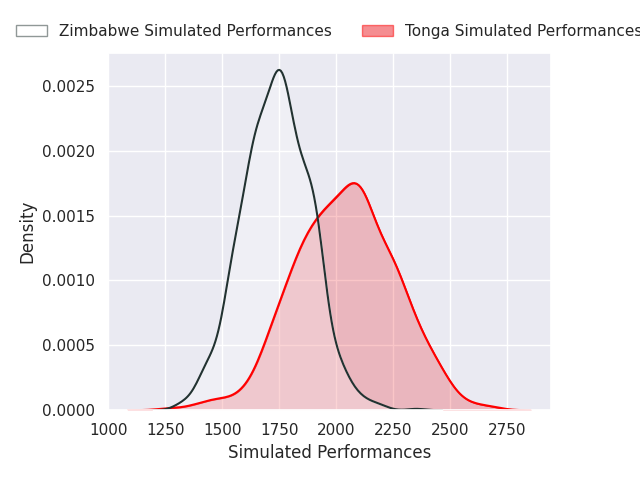 Zimbabwe Simulated Performances
Tonga Simulated Performances
0.0025
0.0020
0.0015
0.0010
0.0005
0.0000
Density
1000 1250 1500 1750 2000 2250 2500 2750
Simulated Performances